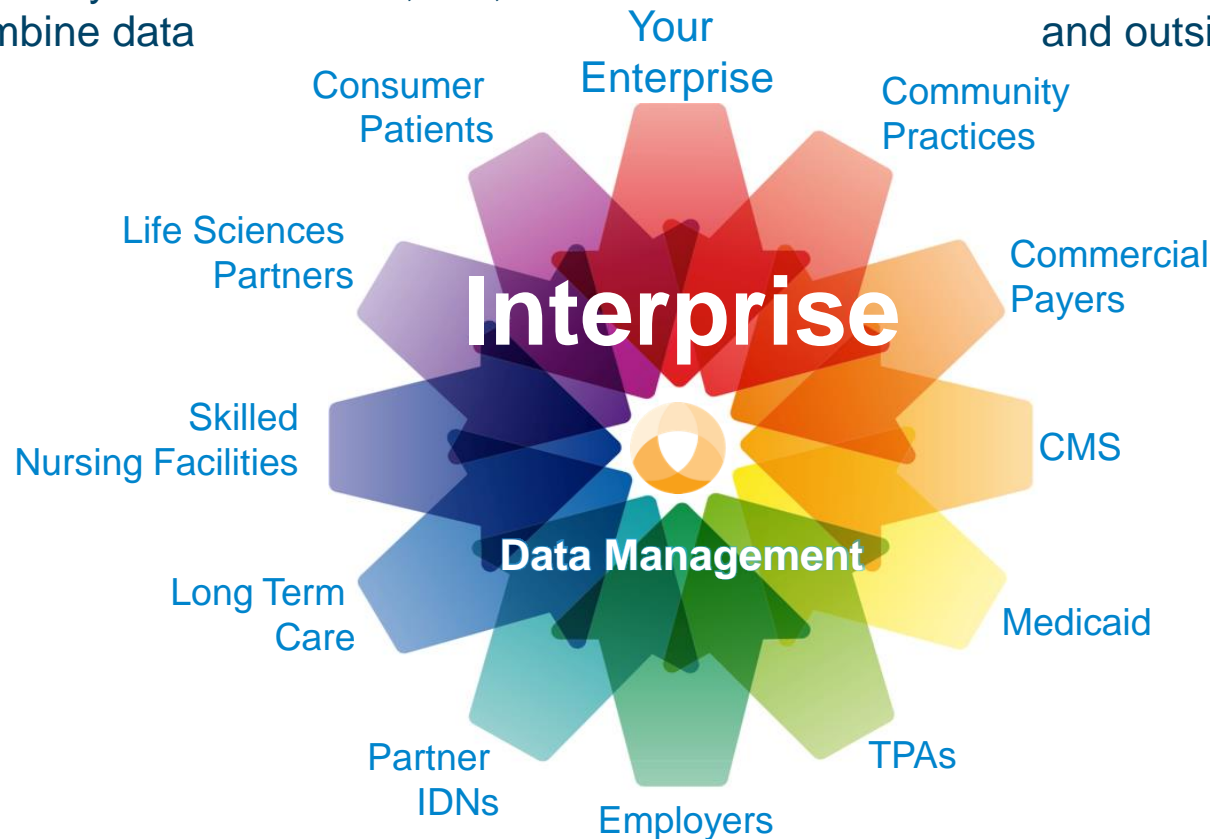 mbine data
and outsi
Your
Enterprise
Consumer
Patients
Community
Practices
Life Sciences
Partners
Commercial
Payers
Interprise
Skilled
Nursing Facilities
CMS
Data Management
Long Term
Care
Medicaid
Partner
IDNs
TPAs
Employers